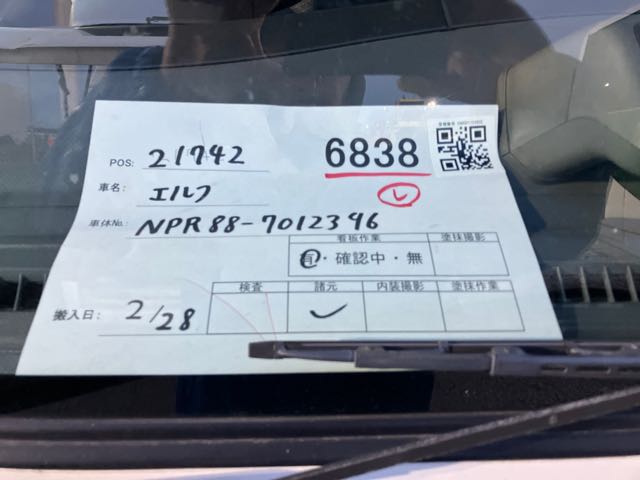 POS: 21742
6838
車名: エルフ
レ
車体No.: NPR88-7012396
看板作業 塗抹撮影
有・確認中・無
検査 諸元 内装撮影 塗抹作業
搬入日: 2/28